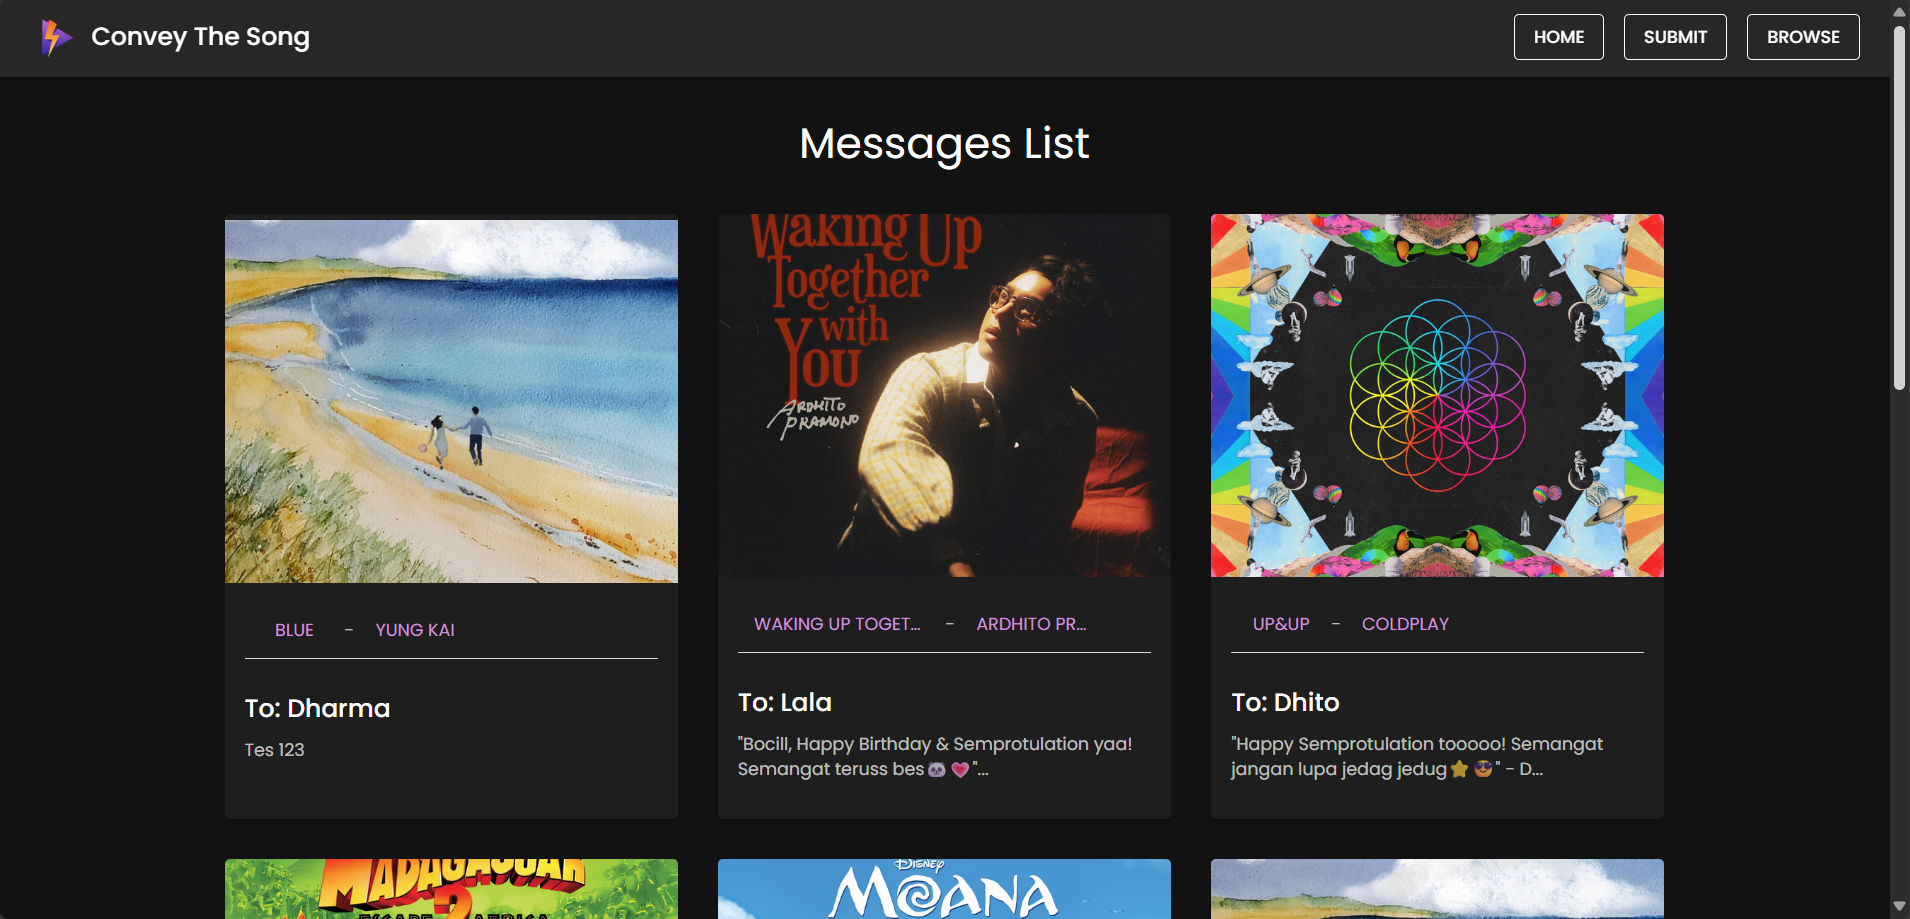 Convey The Song
HOME
SUBMIT
BROWSE
Messages List
Waking Up
Together
with
You
ARDHITO
PRAMONO
BLUE - YUNG KAI
WAKING UP TOGET... - ARDHITO PR...
UP&UP - COLDPLAY
To: Dharma
Tes 123
To: Lala
"Bocill, Happy Birthday & Semprotulation yaa!
Semangat teruss bes🐼💗"...
To: Dhito
"Happy Semprotulation tooooo! Semangat
jangan lupa jedag jedug⭐😎" - D...
MADAGASCAR
ESCAPE 2 AFRICA
DISNEY
MOANA